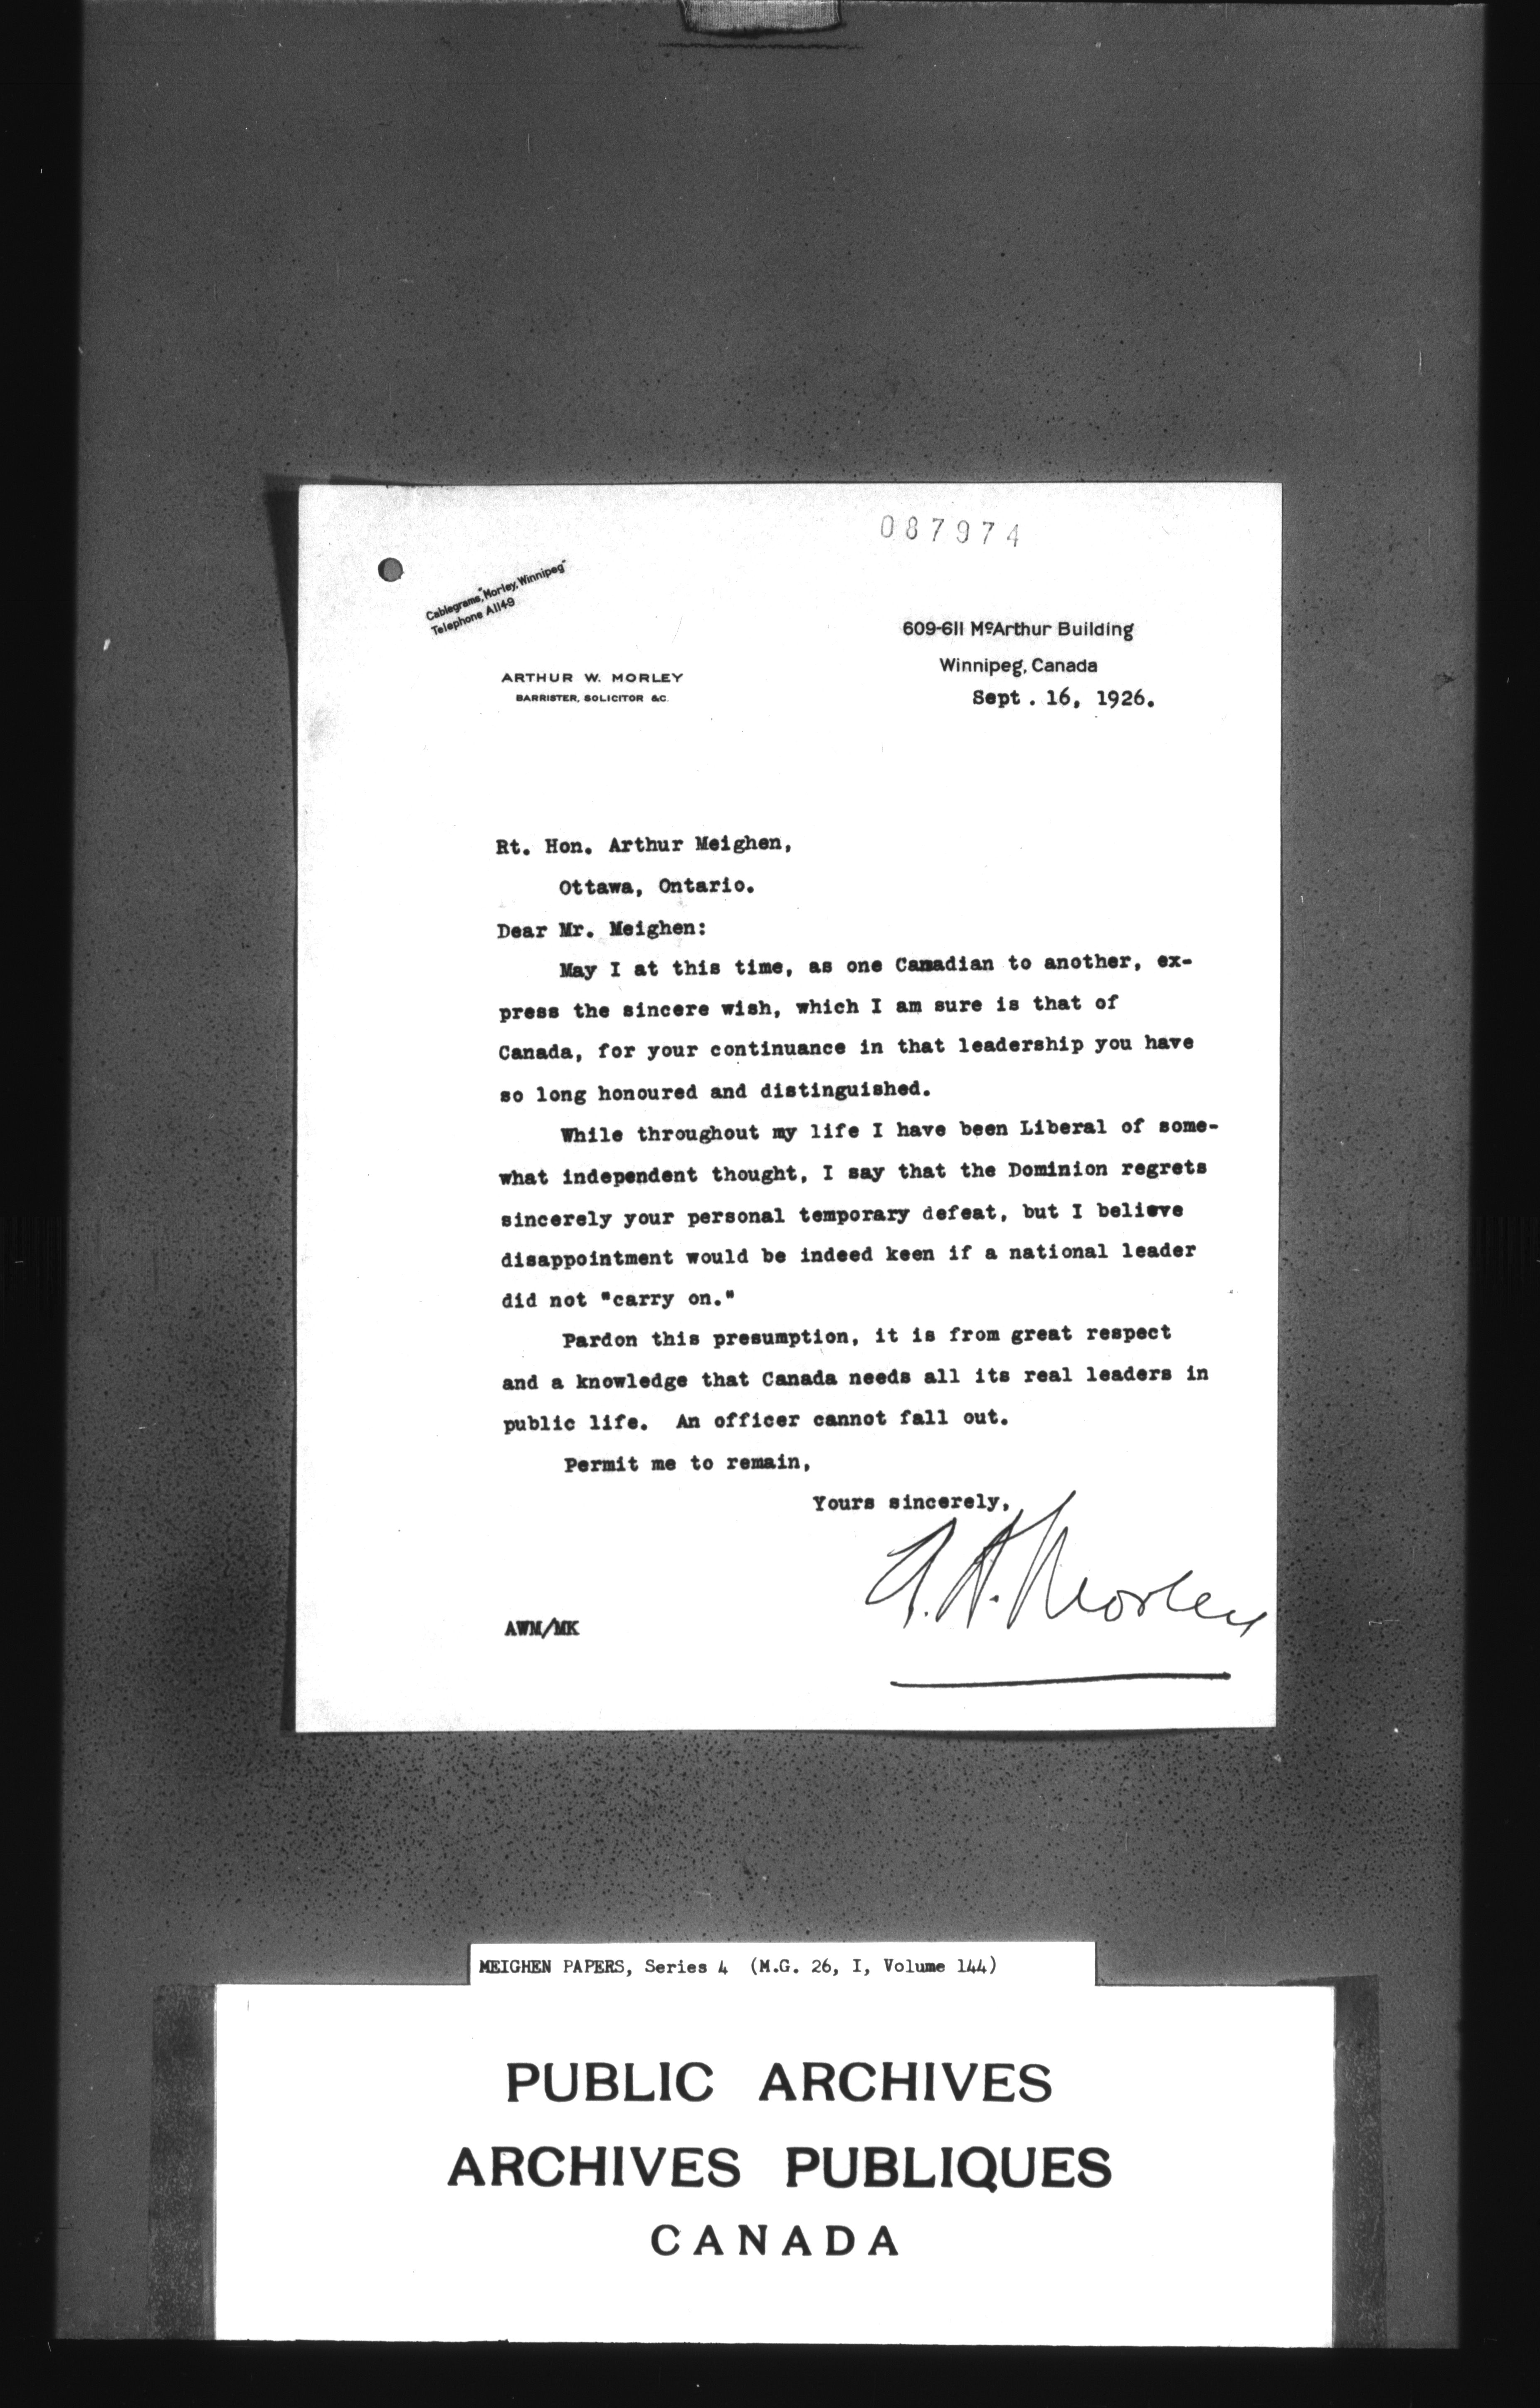 087974
Cablegrams, "Morley, Winnipeg"
Telephone A1149
609-611 McArthur Building
Winnipeg, Canada
ARTHUR W. MORLEY
BARRISTER, SOLICITOR &C.
Sept. 16, 1926.
Rt. Hon. Arthur Meighen,
Ottawa, Ontario.
Dear Mr. Meighen:
May I at this time, as one Canadian to another, ex-
press the sincere wish, which I am sure is that of
Canada, for your continuance in that leadership you have
so long honoured and distinguished.
While throughout my life I have been Liberal of some-
what independent thought, I say that the Dominion regrets
sincerely your personal temporary defeat, but I believe
disappointment would be indeed keen if a national leader
did not "carry on."
Pardon this presumption, it is from great respect
and a knowledge that Canada needs all its real leaders in
public life. An officer cannot fall out.
Permit me to remain,
Yours sincerely,
A. W. Morley
AWM/MK
MEIGHEN PAPERS, Series 4 (M.G. 26, I, Volume 144)
PUBLIC ARCHIVES
ARCHIVES PUBLIQUES
CANADA